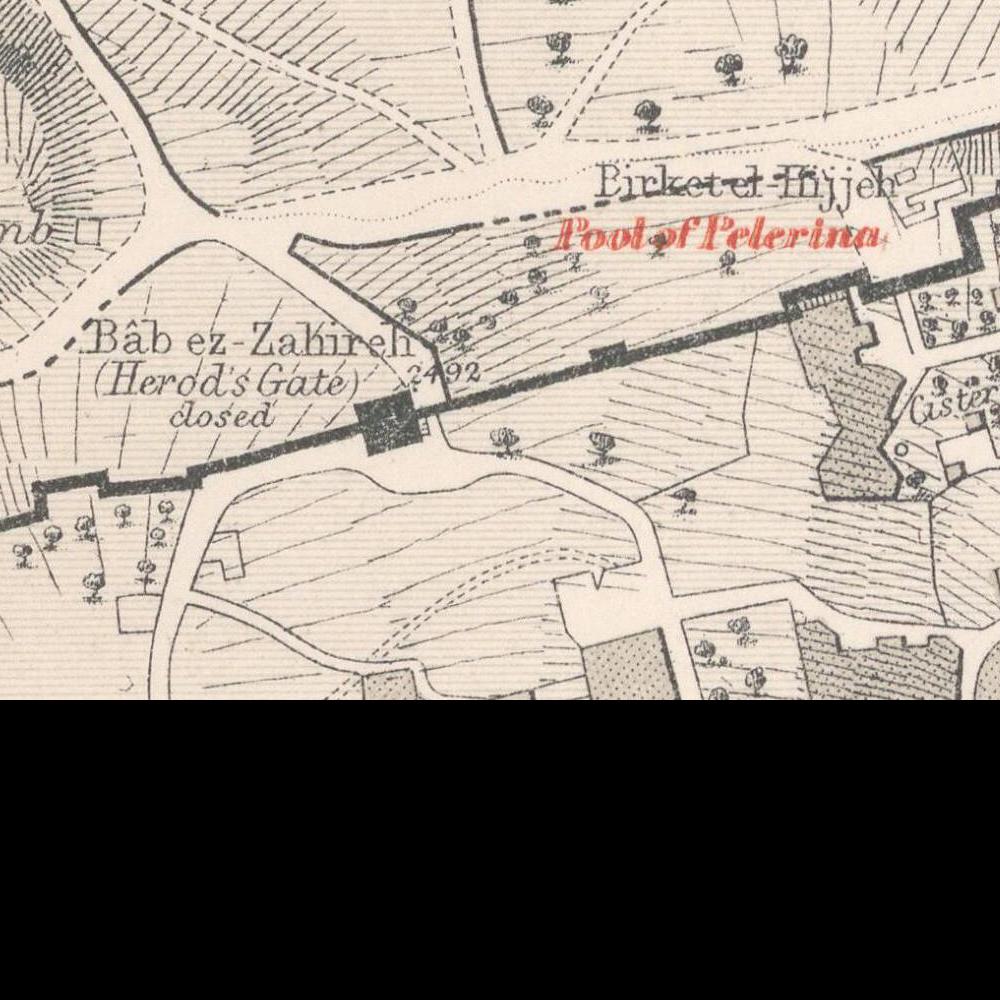 Birket el-Hijjeh
Pool of Pelerina
Bâb ez-Zahireh
(Herod's Gate)
closed
2492